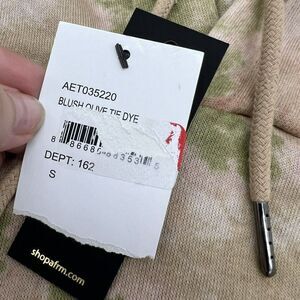 AET035220
BLUSH OLIVE TIE DYE
DEPT: 162
S
shopafrm.com